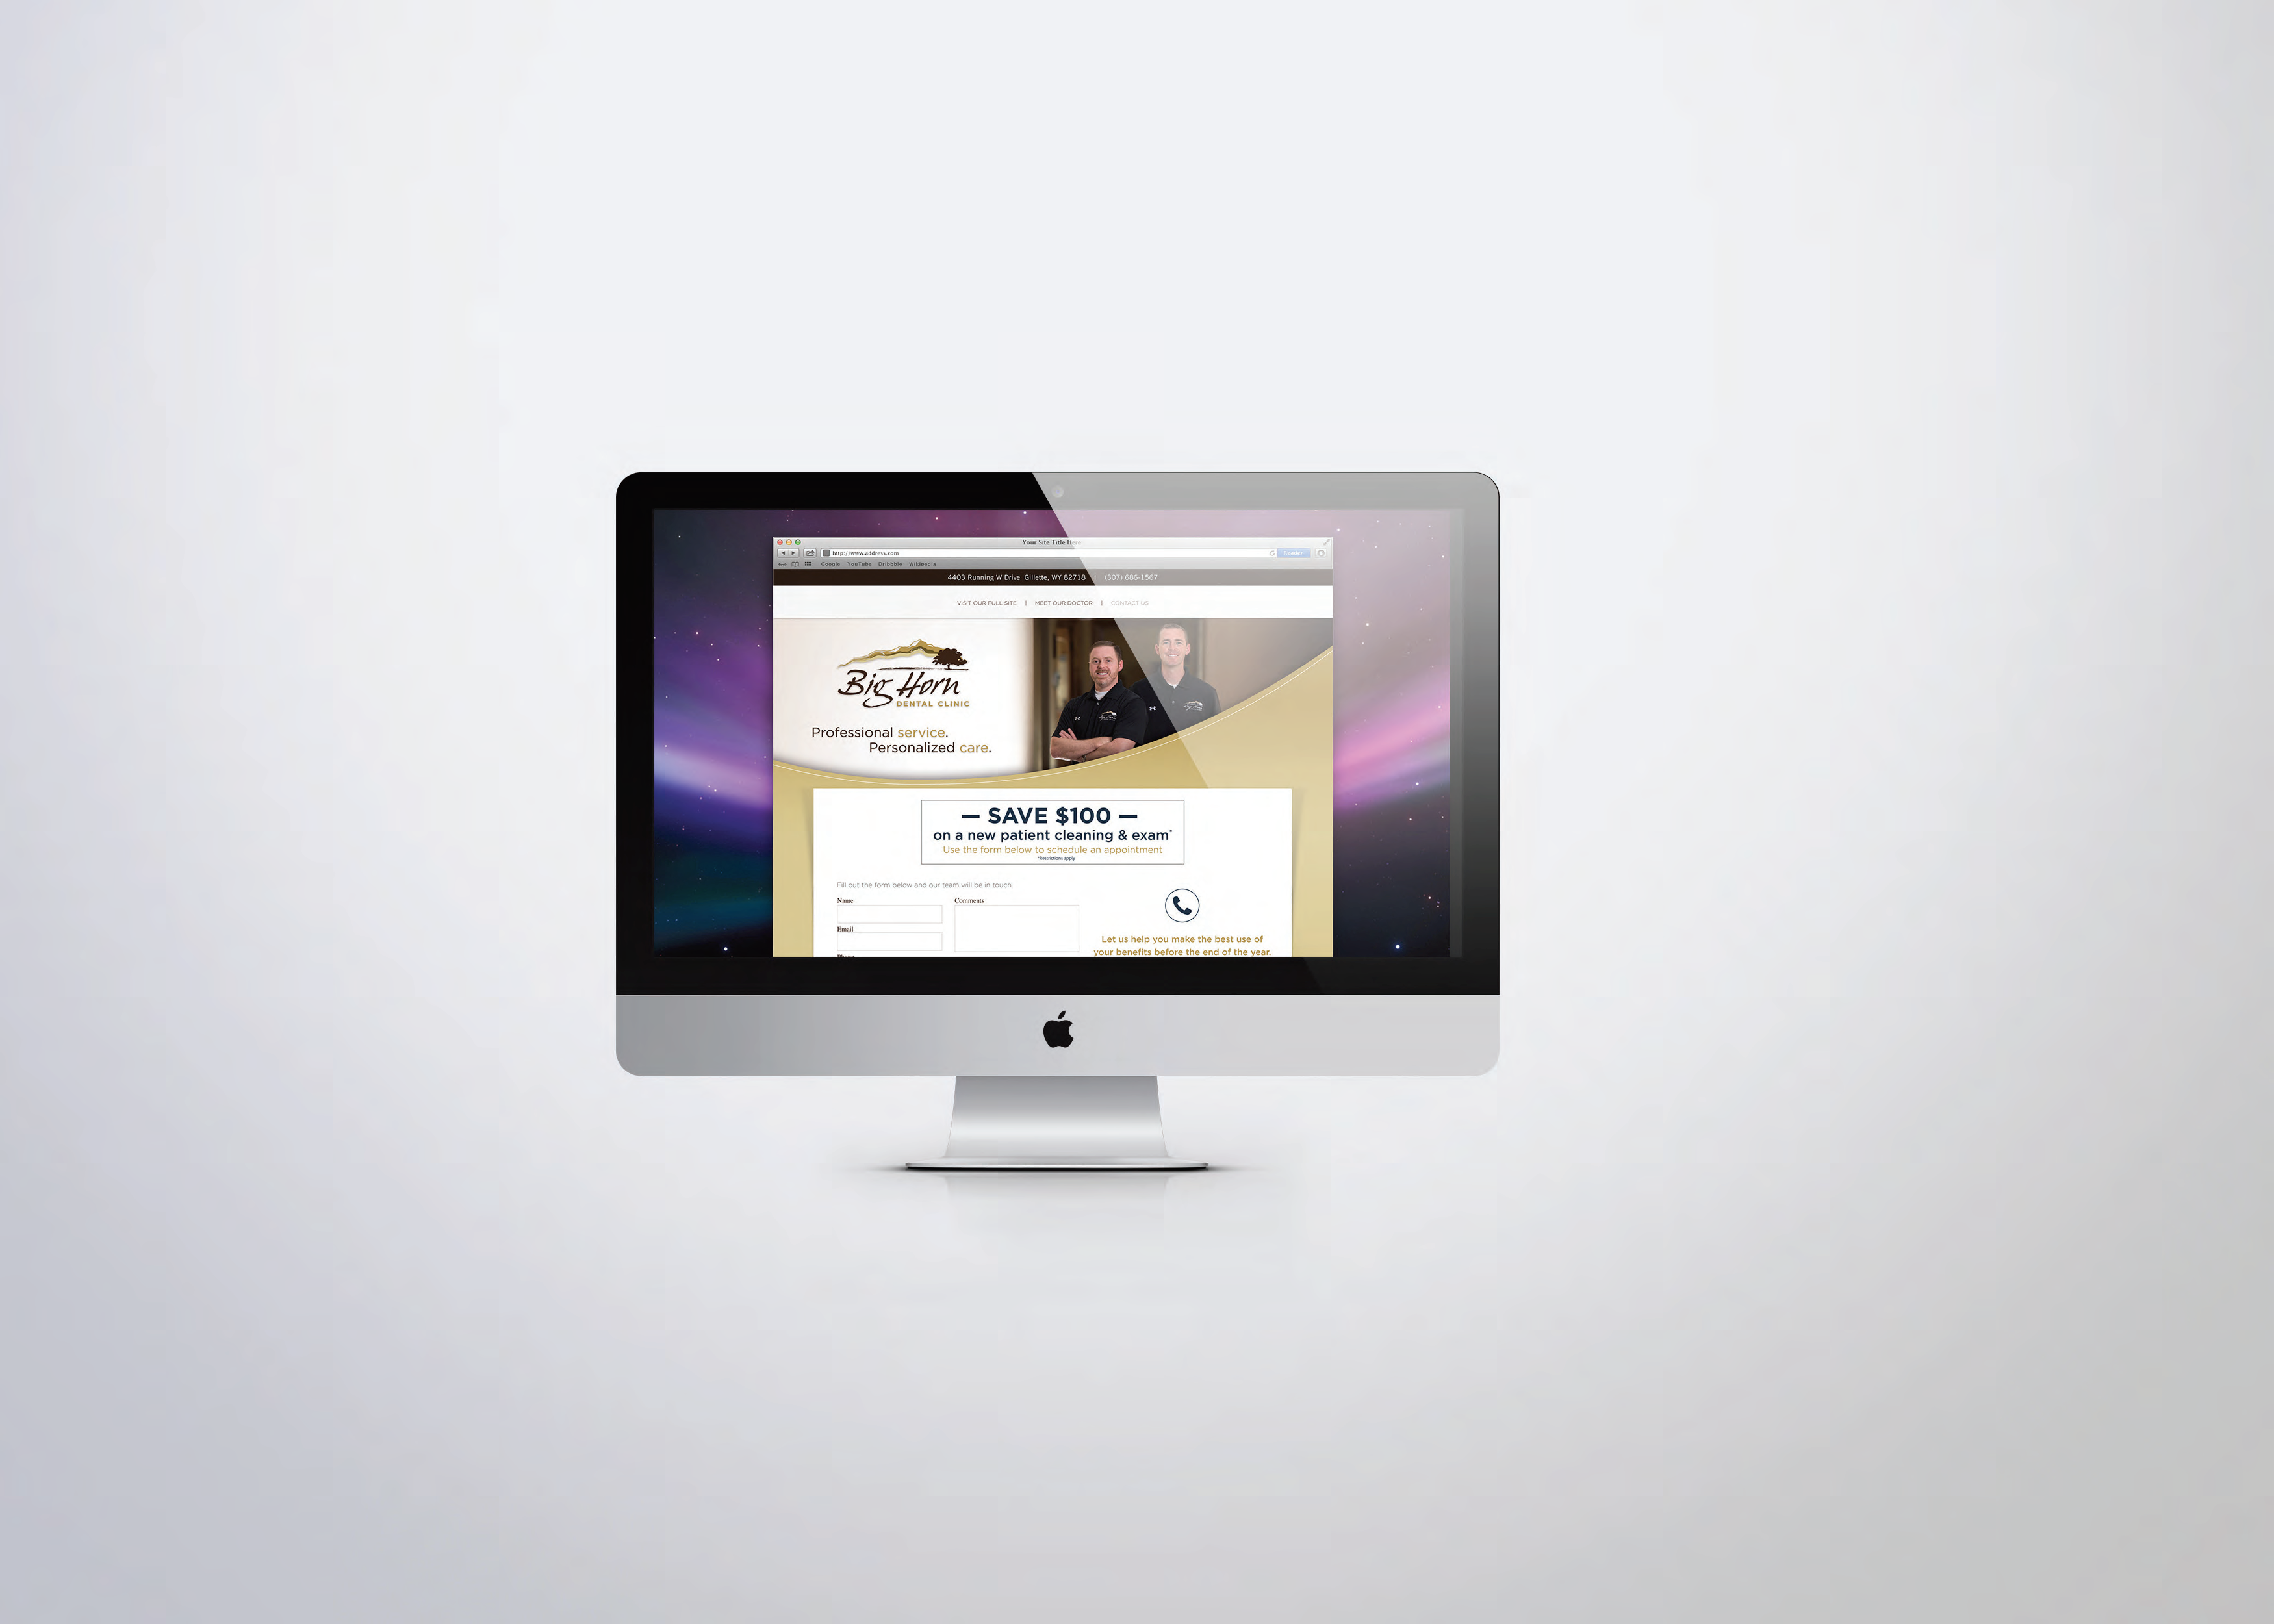 Your Site Title Here
http://www.address.com
Reader
Google YouTube Dribbble Wikipedia
4403 Running W Drive Gillette, WY 82718 | (307) 686-1567
VISIT OUR FULL SITE | MEET OUR DOCTOR | CONTACT US
Big Horn
DENTAL CLINIC
Professional service.
Personalized care.
— SAVE $100 —
on a new patient cleaning & exam*
Use the form below to schedule an appointment
*Restrictions apply
Fill out the form below and our team will be in touch.
Name
Comments
Email
Let us help you make the best use of
your benefits before the end of the year.